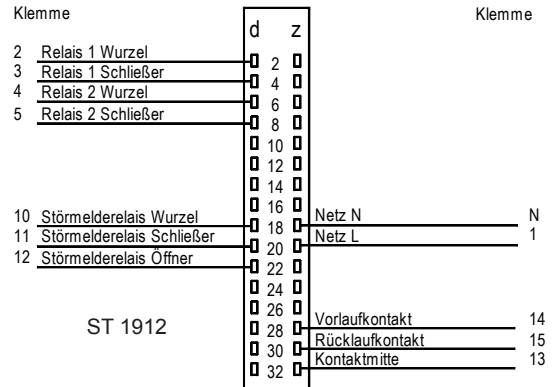 Klemme
Klemme
d z
2 Relais 1 Wurzel 2
3 Relais 1 Schließer 4
4 Relais 2 Wurzel 6
5 Relais 2 Schließer 8
10
12
14
16
10 Störmelderelais Wurzel 18 Netz N N
11 Störmelderelais Schließer 20 Netz L 1
12 Störmelderelais Öffner 22
24
26
ST 1912 28 Vorlaufkontakt 14
30 Rücklaufkontakt 15
32 Kontaktmitte 13